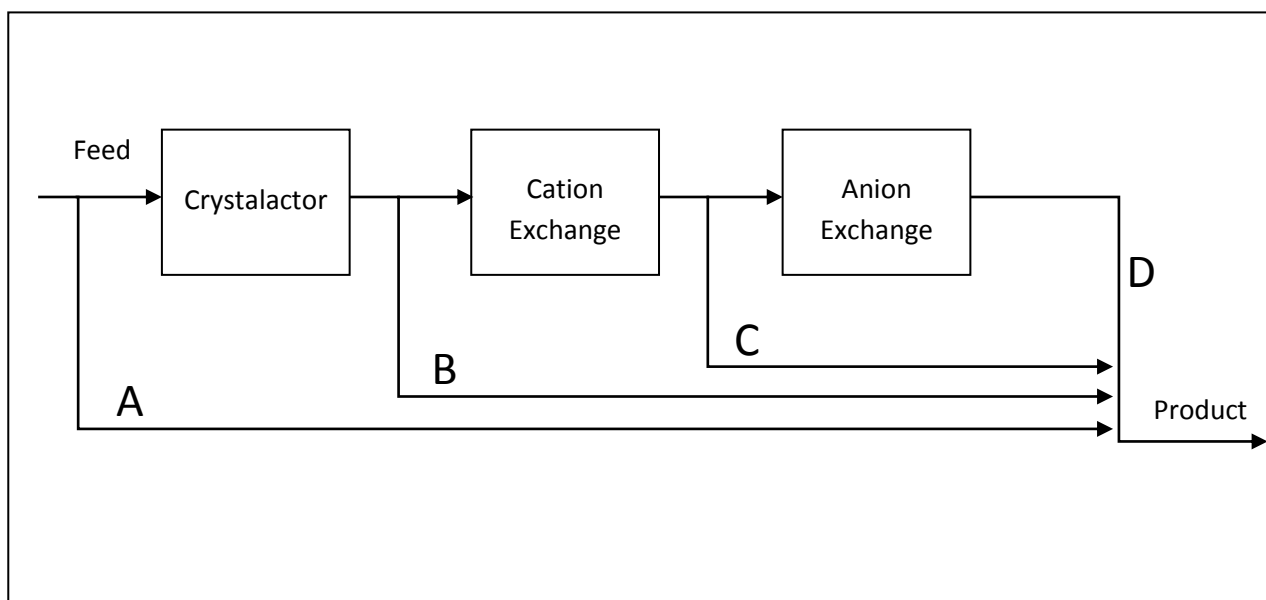 Feed
Crystalactor
Cation
Exchange
Anion
Exchange
D
C
B
A
Product